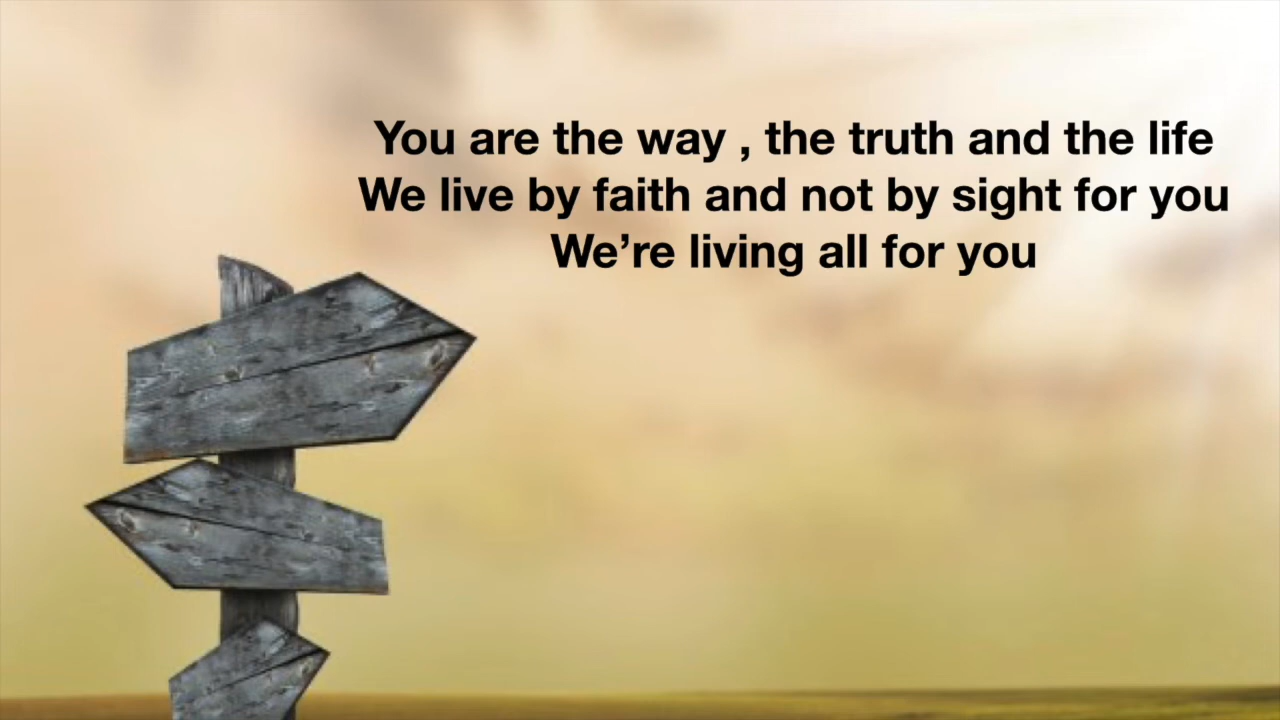 You are the way , the truth and the life
We live by faith and not by sight for you
We’re living all for you